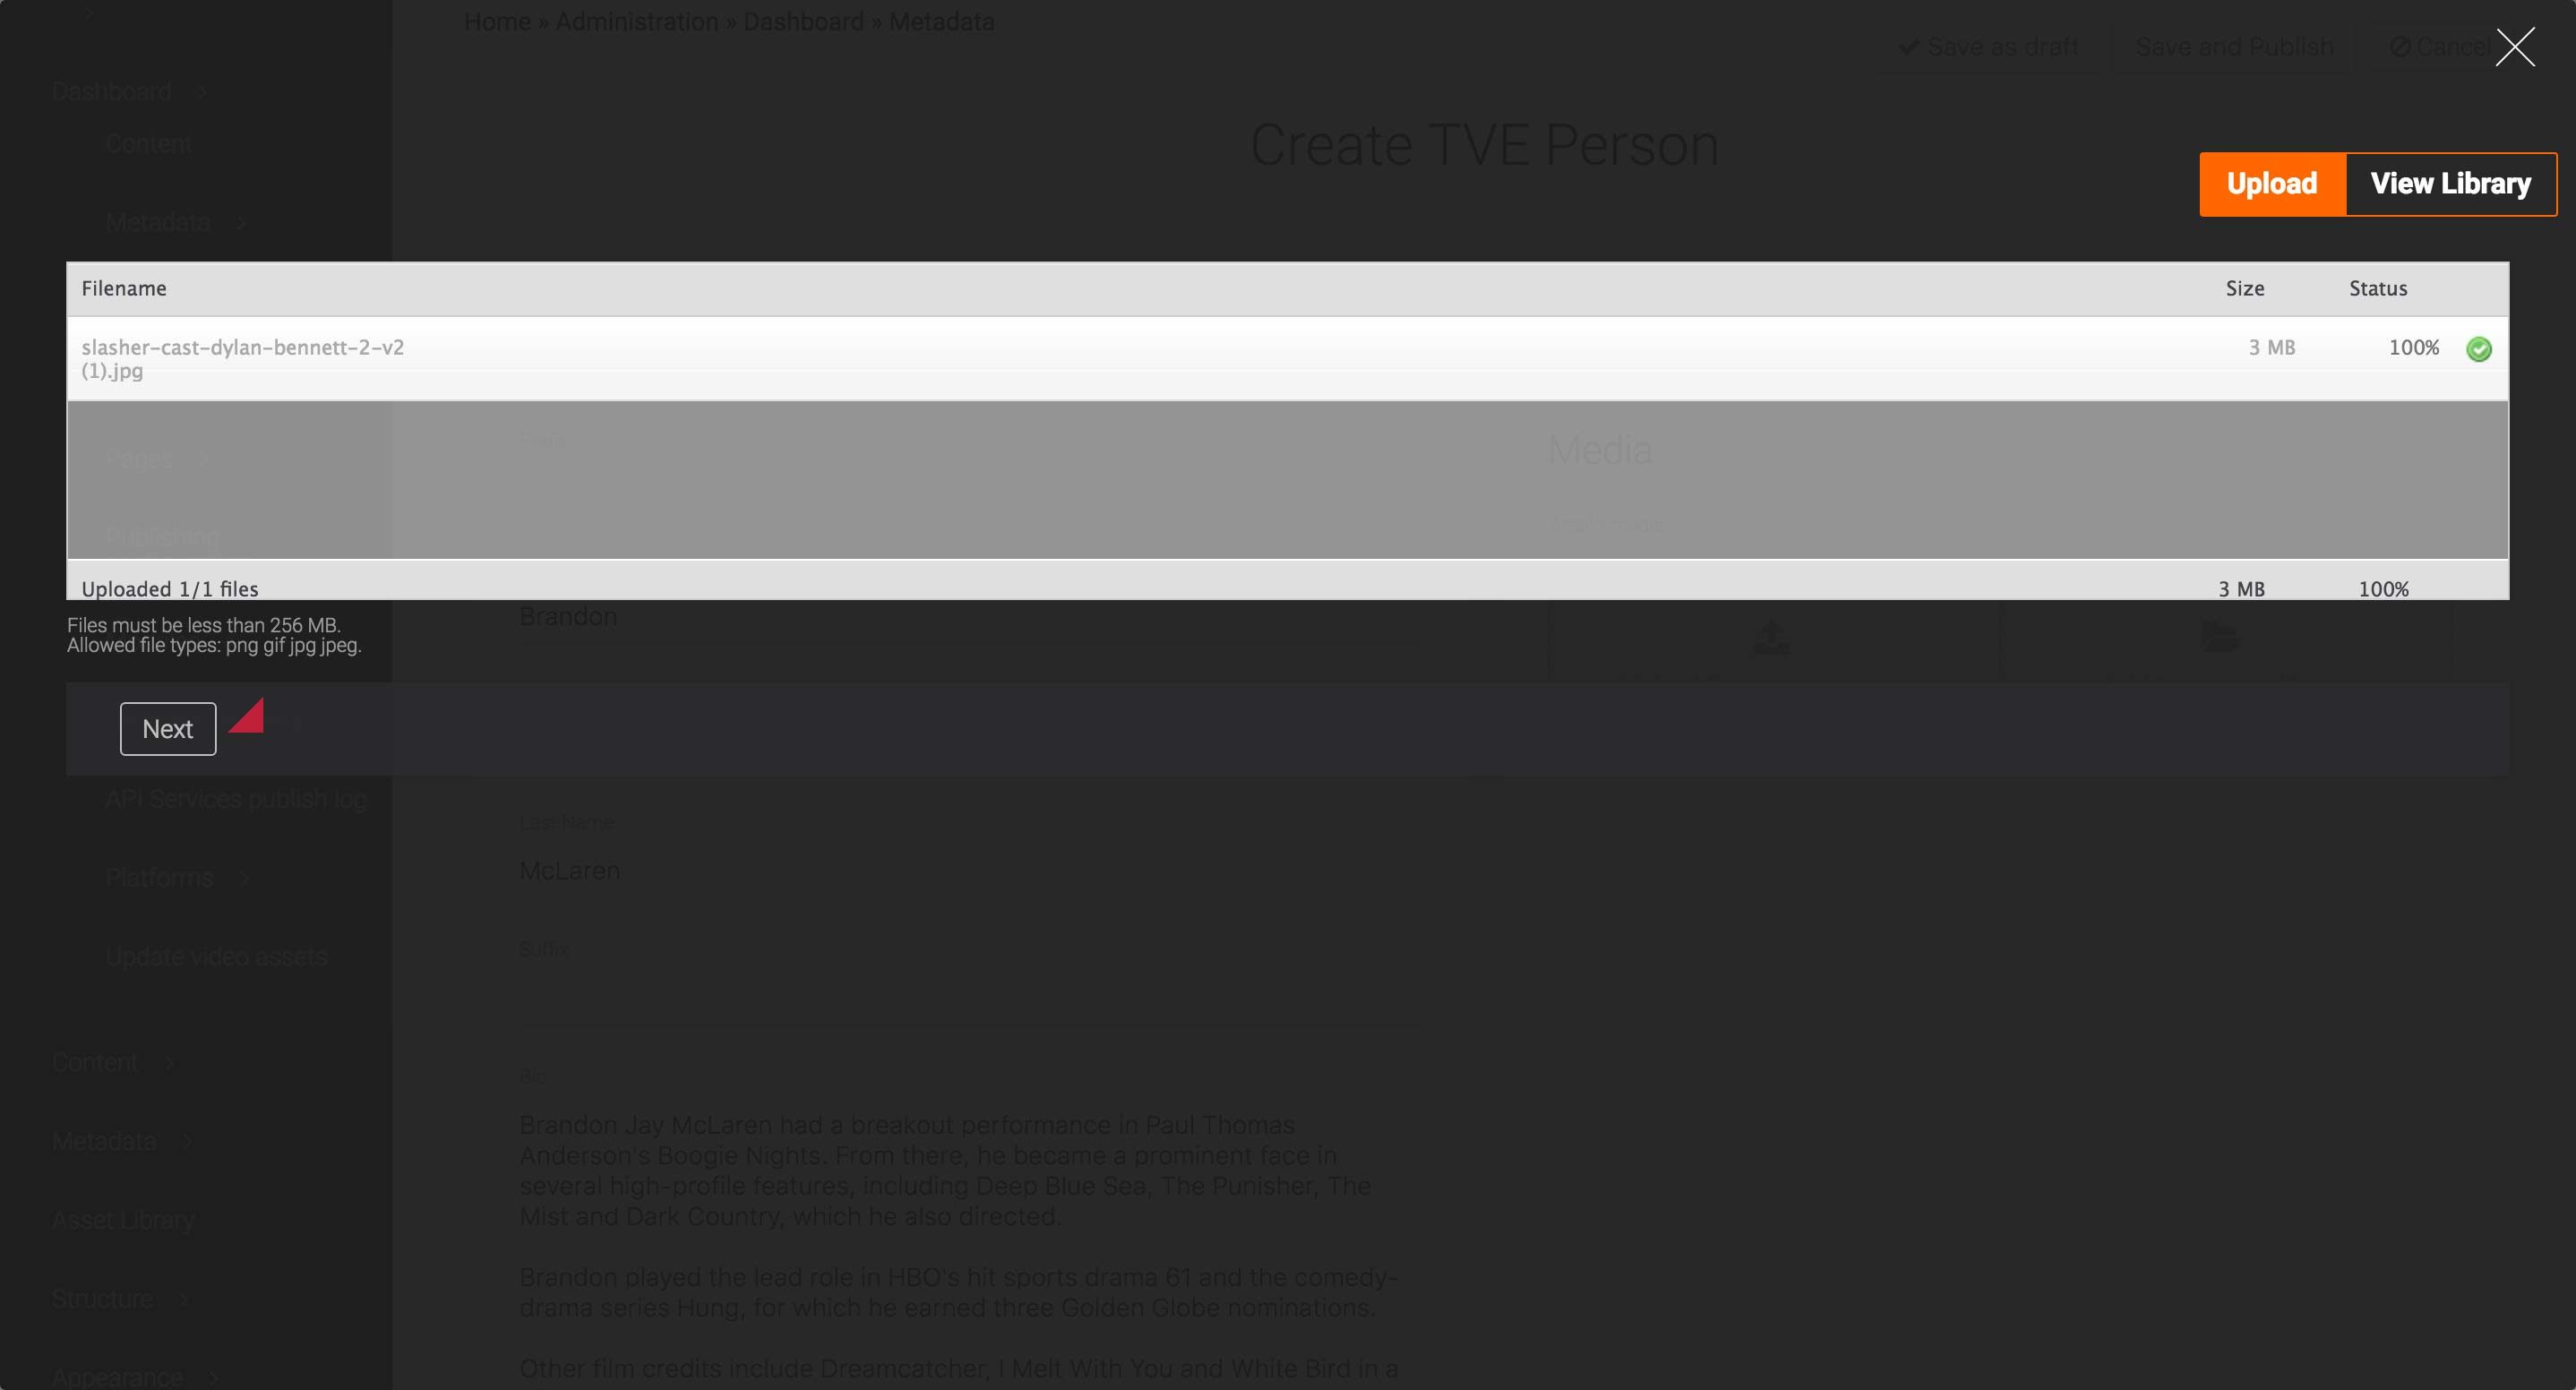 Home » Administration » Dashboard » Metadata
Save as draft
Save and Publish
Cancel
Dashboard
Content
Create TVE Person
Upload
View Library
Metadata
Filename
Size
Status
slasher-cast-dylan-bennett-2-v2
(1).jpg
3 MB
100%
Pages
Media
Publishing
Uploaded 1/1 files
3 MB
100%
Files must be less than 256 MB.
Allowed file types: png gif jpg jpeg.
Brandon
Next
API Services publish log
Last Name
McLaren
Platforms
Suffix
Update video assets
Content
Bio
Brandon Jay McLaren had a breakout performance in Paul Thomas
Anderson's Boogie Nights. From there, he became a prominent face in
several high-profile features, including Deep Blue Sea, The Punisher, The
Mist and Dark Country, which he also directed.
Metadata
Asset Library
Brandon played the lead role in HBO's hit sports drama 61 and the comedy-
drama series Hung, for which he earned three Golden Globe nominations.
Structure
Other film credits include Dreamcatcher, I Melt With You and White Bird in a
Appearance